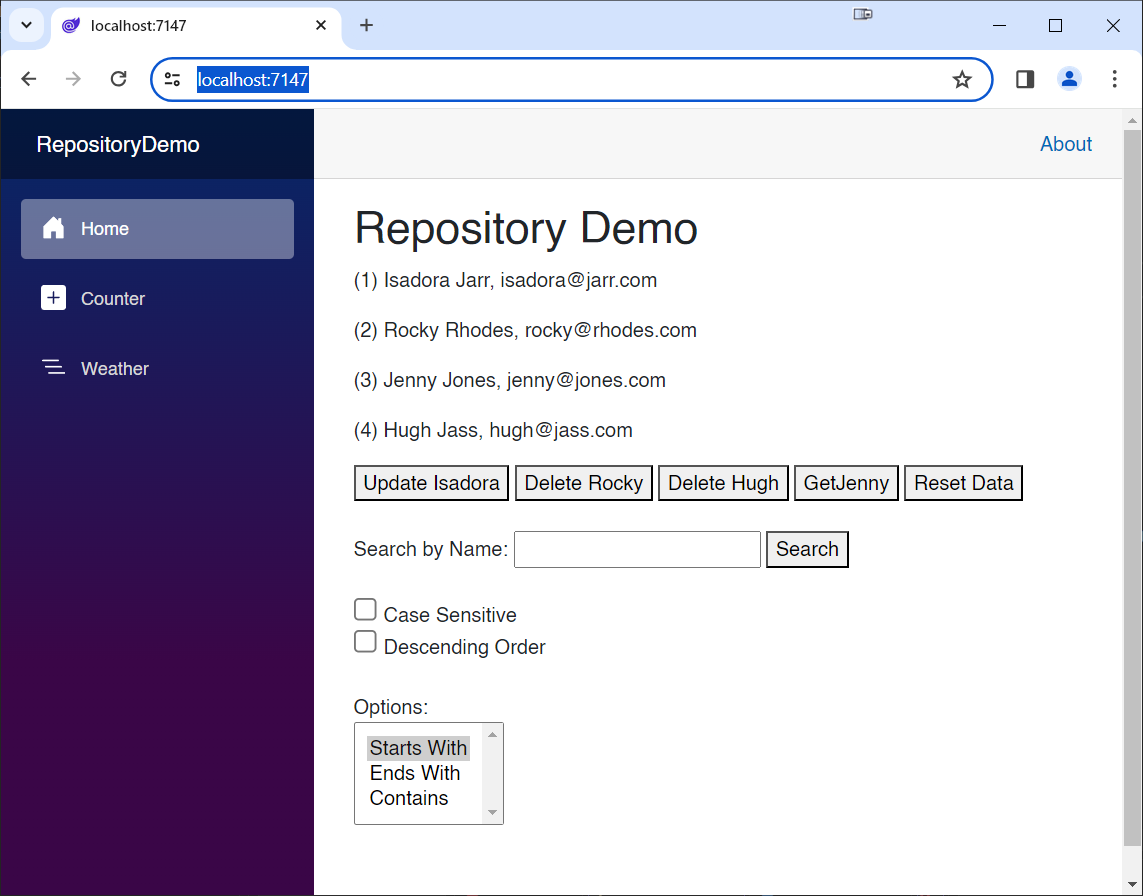 localhost:7147
localhost:7147
RepositoryDemo
About
Home
Counter
Weather
Repository Demo
(1) Isadora Jarr, isadora@jarr.com
(2) Rocky Rhodes, rocky@rhodes.com
(3) Jenny Jones, jenny@jones.com
(4) Hugh Jass, hugh@jass.com
Update Isadora Delete Rocky Delete Hugh GetJenny Reset Data
Search by Name: Search
Case Sensitive
Descending Order
Options:
Starts With
Ends With
Contains